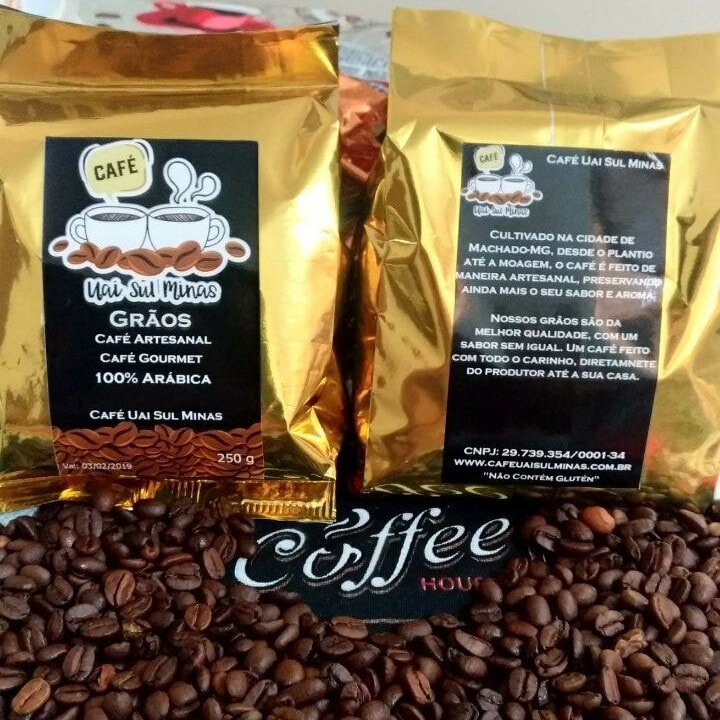 CAFÉ
Uai Sul Minas
GRÃOS
CAFÉ ARTESANAL
CAFÉ GOURMET
100% ARÁBICA
CAFÉ UAI SUL MINAS
250 g
Val: 03/02/2019
CAFÉ
Uai Sul Minas
CAFÉ UAI SUL MINAS
CULTIVADO NA CIDADE DE
MACHADO-MG, DESDE O PLANTIO
ATÉ A MOAGEM, O CAFÉ É FEITO DE
MANEIRA ARTESANAL, PRESERVANDO
AINDA MAIS O SEU SABOR E AROMA.
NOSSOS GRÃOS SÃO DA
MELHOR QUALIDADE, COM UM
SABOR SEM IGUAL. UM CAFÉ FEITO
COM TODO O CARINHO, DIRETAMNETE
DO PRODUTOR ATÉ A SUA CASA.
CNPJ: 29.739.354/0001-34
WWW.CAFEUAISULMINAS.COM.BR
"NÃO CONTÉM GLUTÉN"
Coffee
HOUS